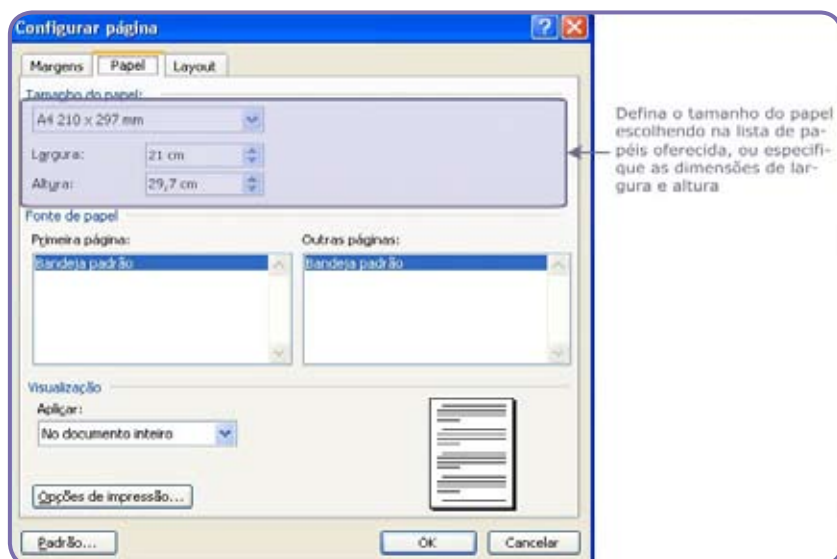 Configurar página
Margens Papel Layout
Tamanho do papel:
A4 210 x 297 mm
Largura: 21 cm
Altura: 29,7 cm
Defina o tamanho do papel
escolhendo na lista de pa-
péis oferecida, ou especifi-
que as dimensões de lar-
gura e altura
Fonte de papel
Primeira página: Outras páginas:
Bandeja padrão Bandeja padrão
Visualização
Aplicar:
No documento inteiro
Opções de impressão...
Padrão... OK Cancelar